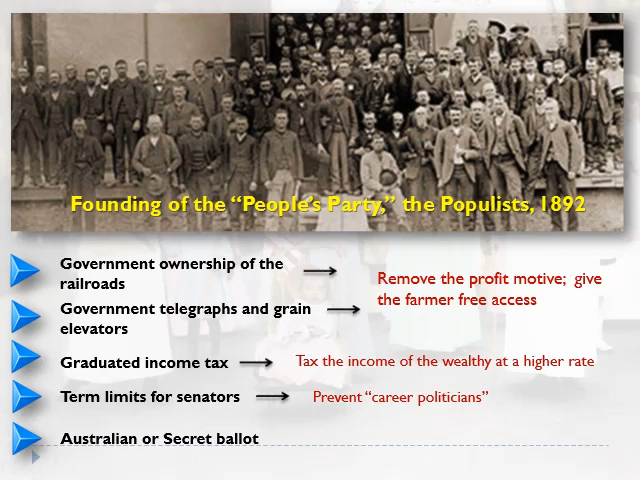 Founding of the “People’s Party,” the Populists, 1892
Government ownership of the
railroads
Remove the profit motive; give
the farmer free access
Government telegraphs and grain
elevators
Graduated income tax
Tax the income of the wealthy at a higher rate
Term limits for senators
Prevent “career politicians”
Australian or Secret ballot